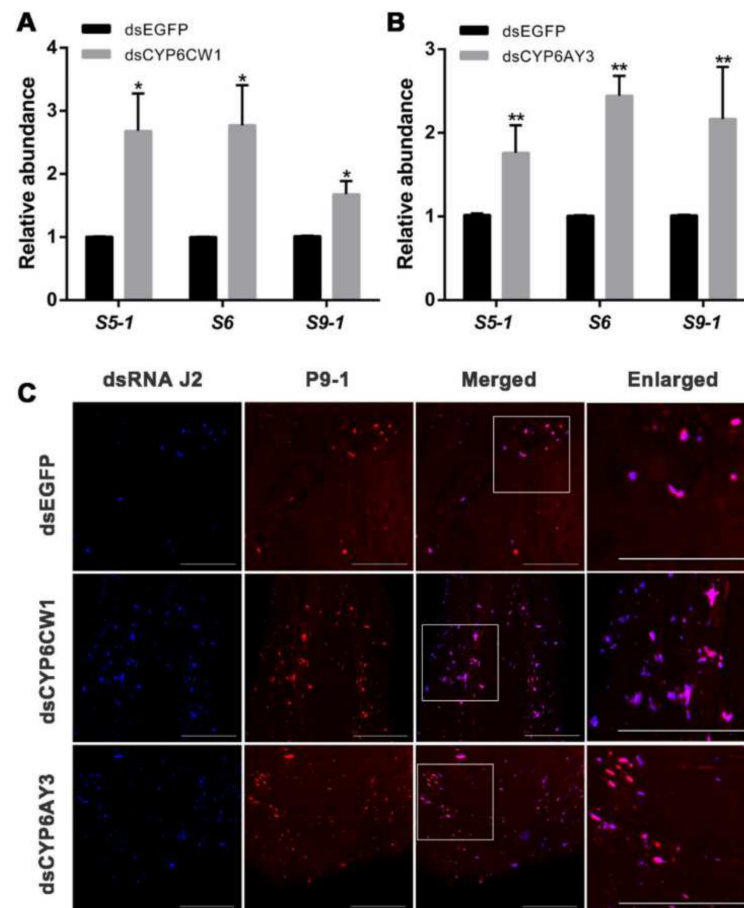 A
dsEGFP
dsCYP6CW1
Relative abundance
4
3
2
1
0
*
*
*
S5-1
S6
S9-1
B
dsEGFP
dsCYP6AY3
Relative abundance
3
2
1
0
**
**
**
S5-1
S6
S9-1
C
dsRNA J2
P9-1
Merged
Enlarged
dsEGFP
dsCYP6CW1
dsCYP6AY3